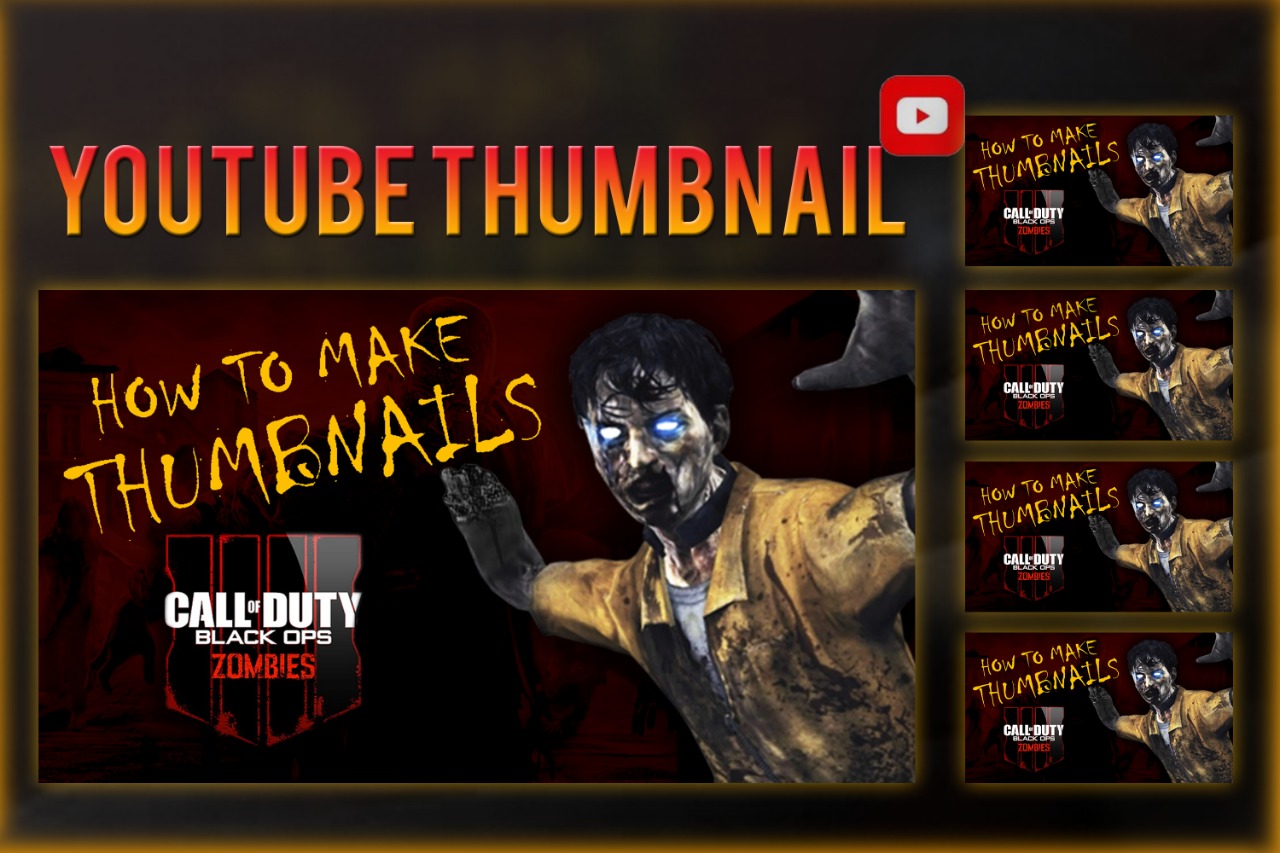 YOUTUBE THUMBNAIL
HOW TO MAKE
THUMBNAILS
CALL OF DUTY
BLACK OPS
ZOMBIES
HOW TO MAKE
THUMBNAILS
CALL OF DUTY
BLACK OPS
ZOMBIES
HOW TO MAKE
THUMBNAILS
CALL OF DUTY
BLACK OPS
ZOMBIES
HOW TO MAKE
THUMBNAILS
CALL OF DUTY
BLACK OPS
ZOMBIES
HOW TO MAKE
THUMBNAILS
CALL OF DUTY
BLACK OPS
ZOMBIES